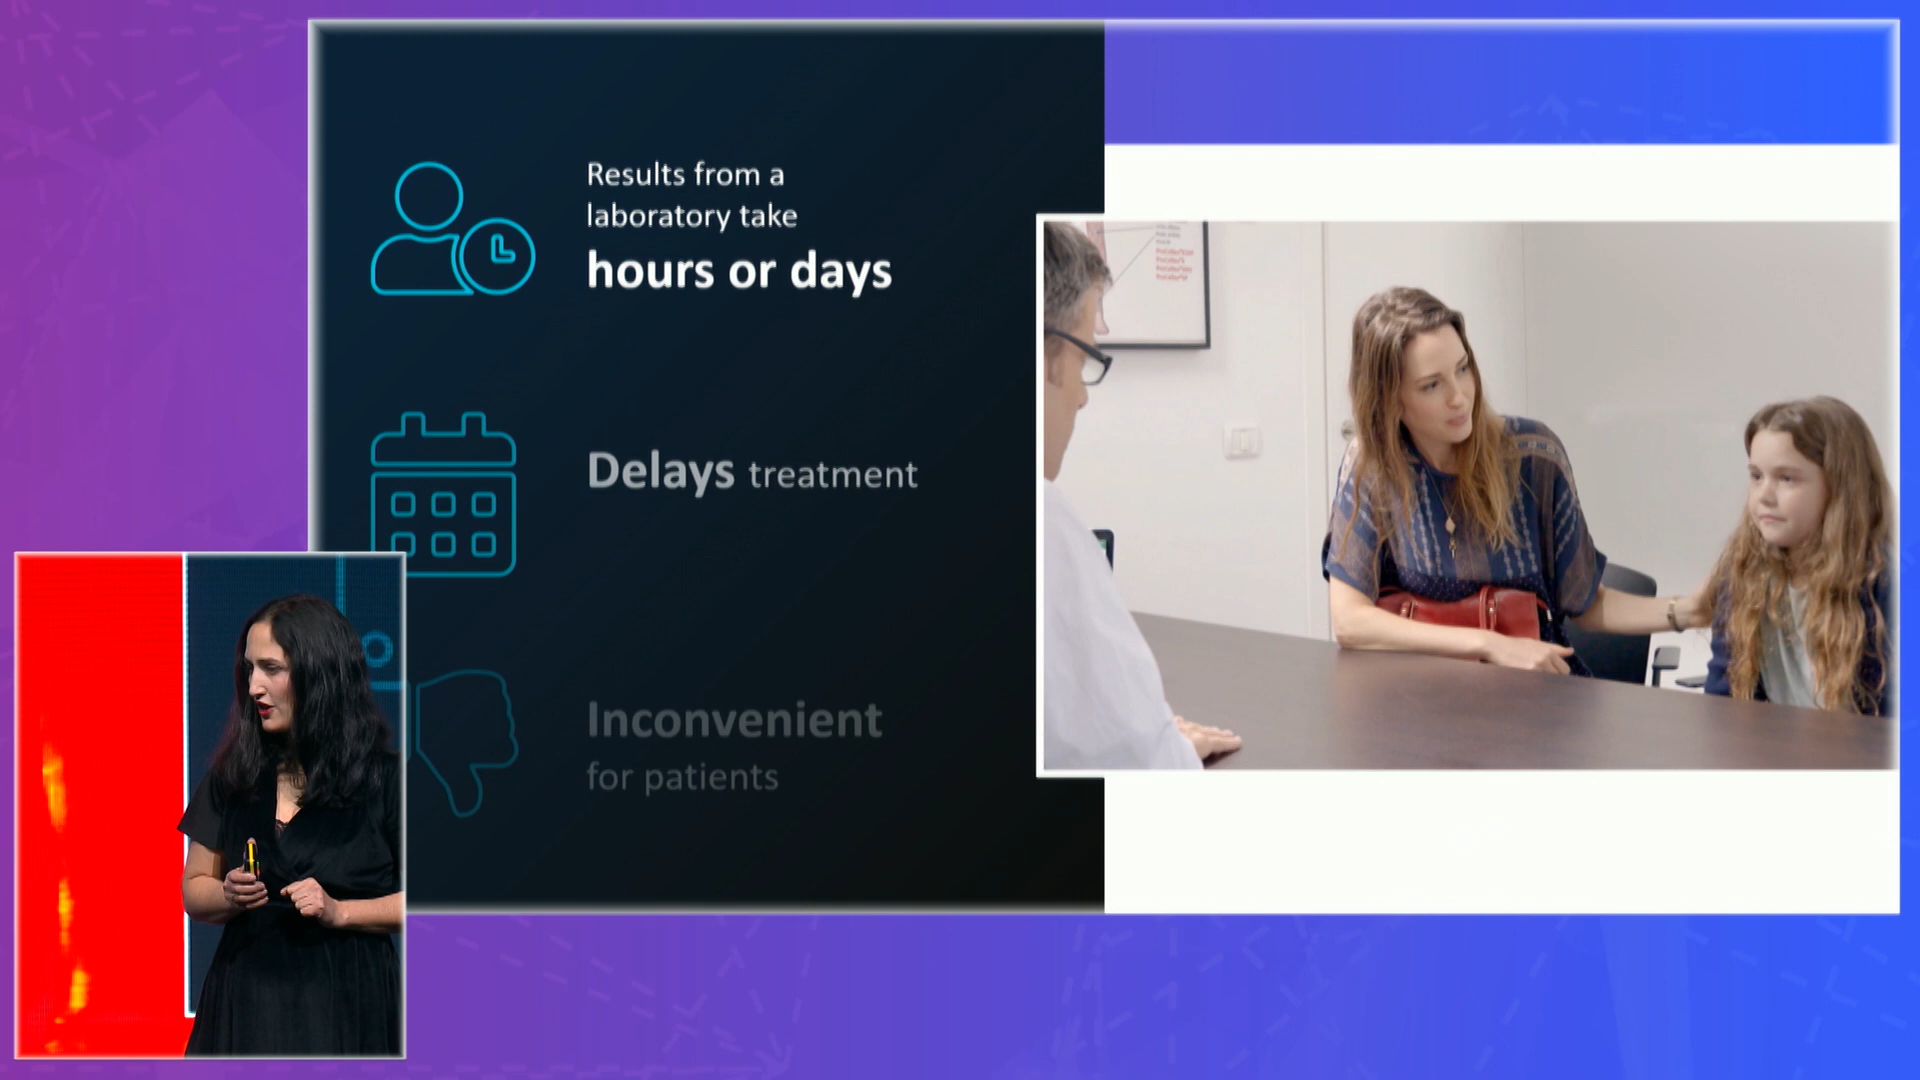 Results from a
laboratory take
hours or days
Delays treatment
Inconvenient
for patients